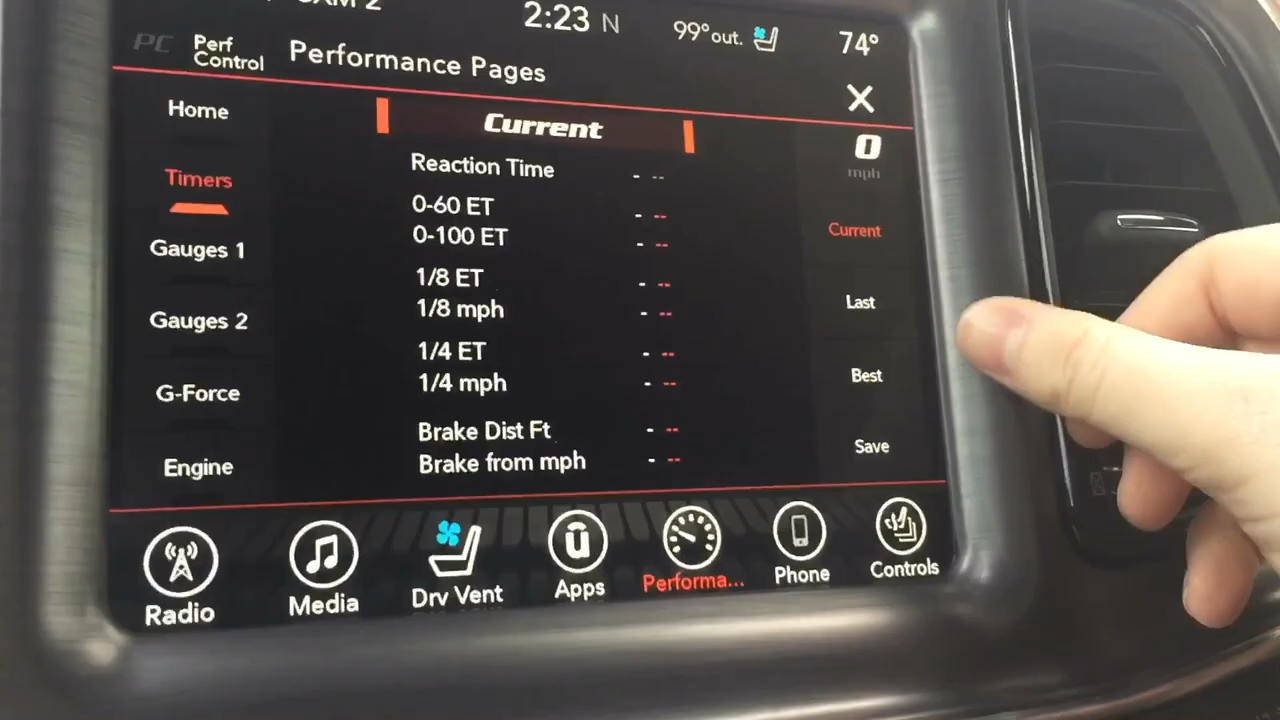 2:23 N
99° out.
74°
PC
Perf
Control
Performance Pages
X
Home
Timers
Gauges 1
Gauges 2
G-Force
Engine
Current
Reaction Time - --
0-60 ET - --
0-100 ET - --
1/8 ET - --
1/8 mph - --
1/4 ET - --
1/4 mph - --
Brake Dist Ft - --
Brake from mph - --
0
mph
Current
Last
Best
Save
Radio
Media
Drv Vent
ū
Apps
Performa...
Phone
Controls